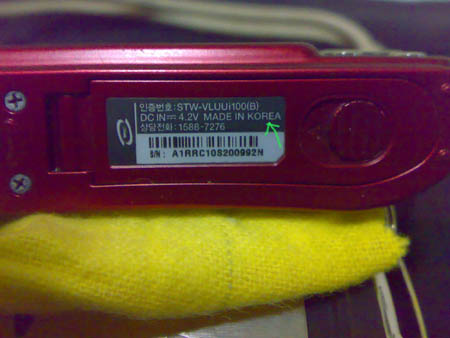 인증번호: STW-VLUUi100(B)
DC IN⎓ 4.2V MADE IN KOREA
상담전화: 1588-7276
S/N: A1RRC10S200992N